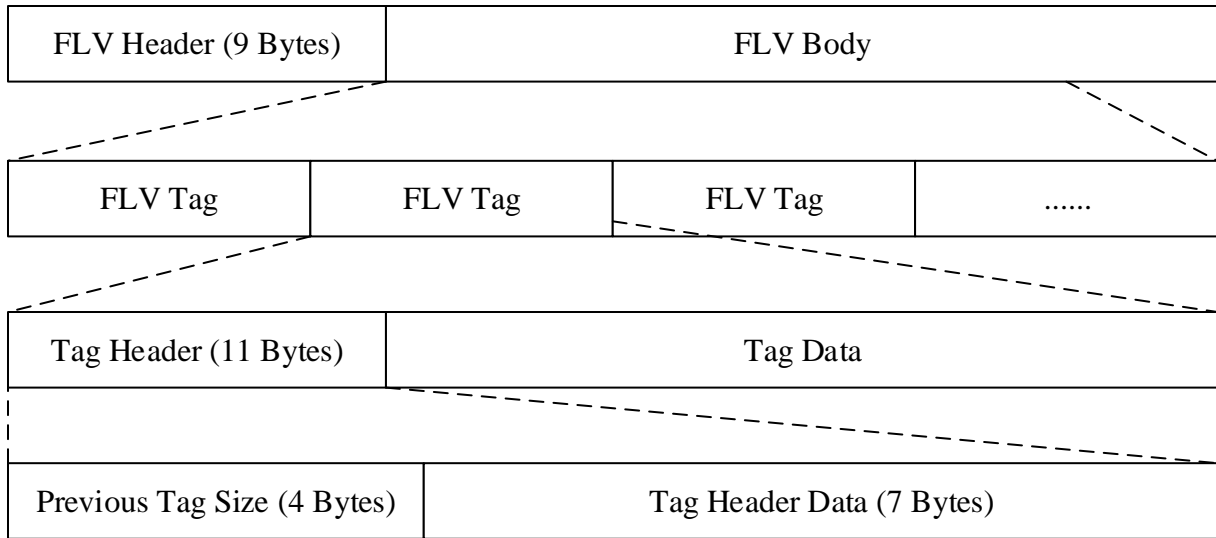 FLV Header (9 Bytes) FLV Body
FLV Tag FLV Tag FLV Tag ......
Tag Header (11 Bytes) Tag Data
Previous Tag Size (4 Bytes) Tag Header Data (7 Bytes)